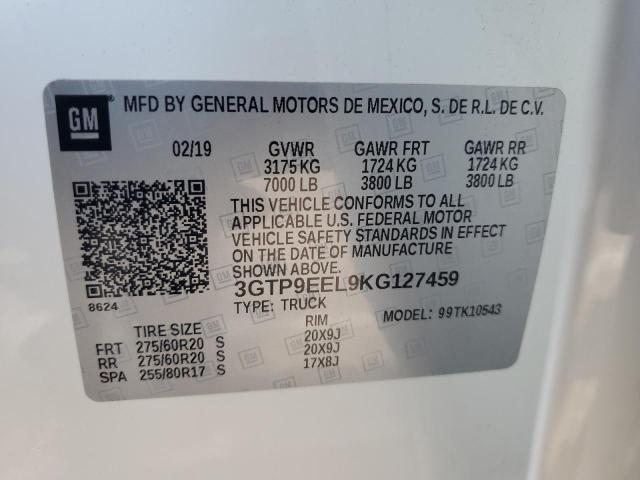 GM MFD BY GENERAL MOTORS DE MEXICO, S. DE R.L. DE C.V.
02/19 GVWR GAWR FRT GAWR RR
3175 KG 1724 KG 1724 KG
7000 LB 3800 LB 3800 LB
THIS VEHICLE CONFORMS TO ALL
APPLICABLE U.S. FEDERAL MOTOR
VEHICLE SAFETY STANDARDS IN EFFECT
ON THE DATE OF MANUFACTURE
SHOWN ABOVE.
3GTP9EEL9KG127459
8624
TYPE: TRUCK
MODEL: 99TK10543
TIRE SIZE RIM
FRT 275/60R20 S 20X9J
RR 275/60R20 S 20X9J
SPA 255/80R17 S 17X8J